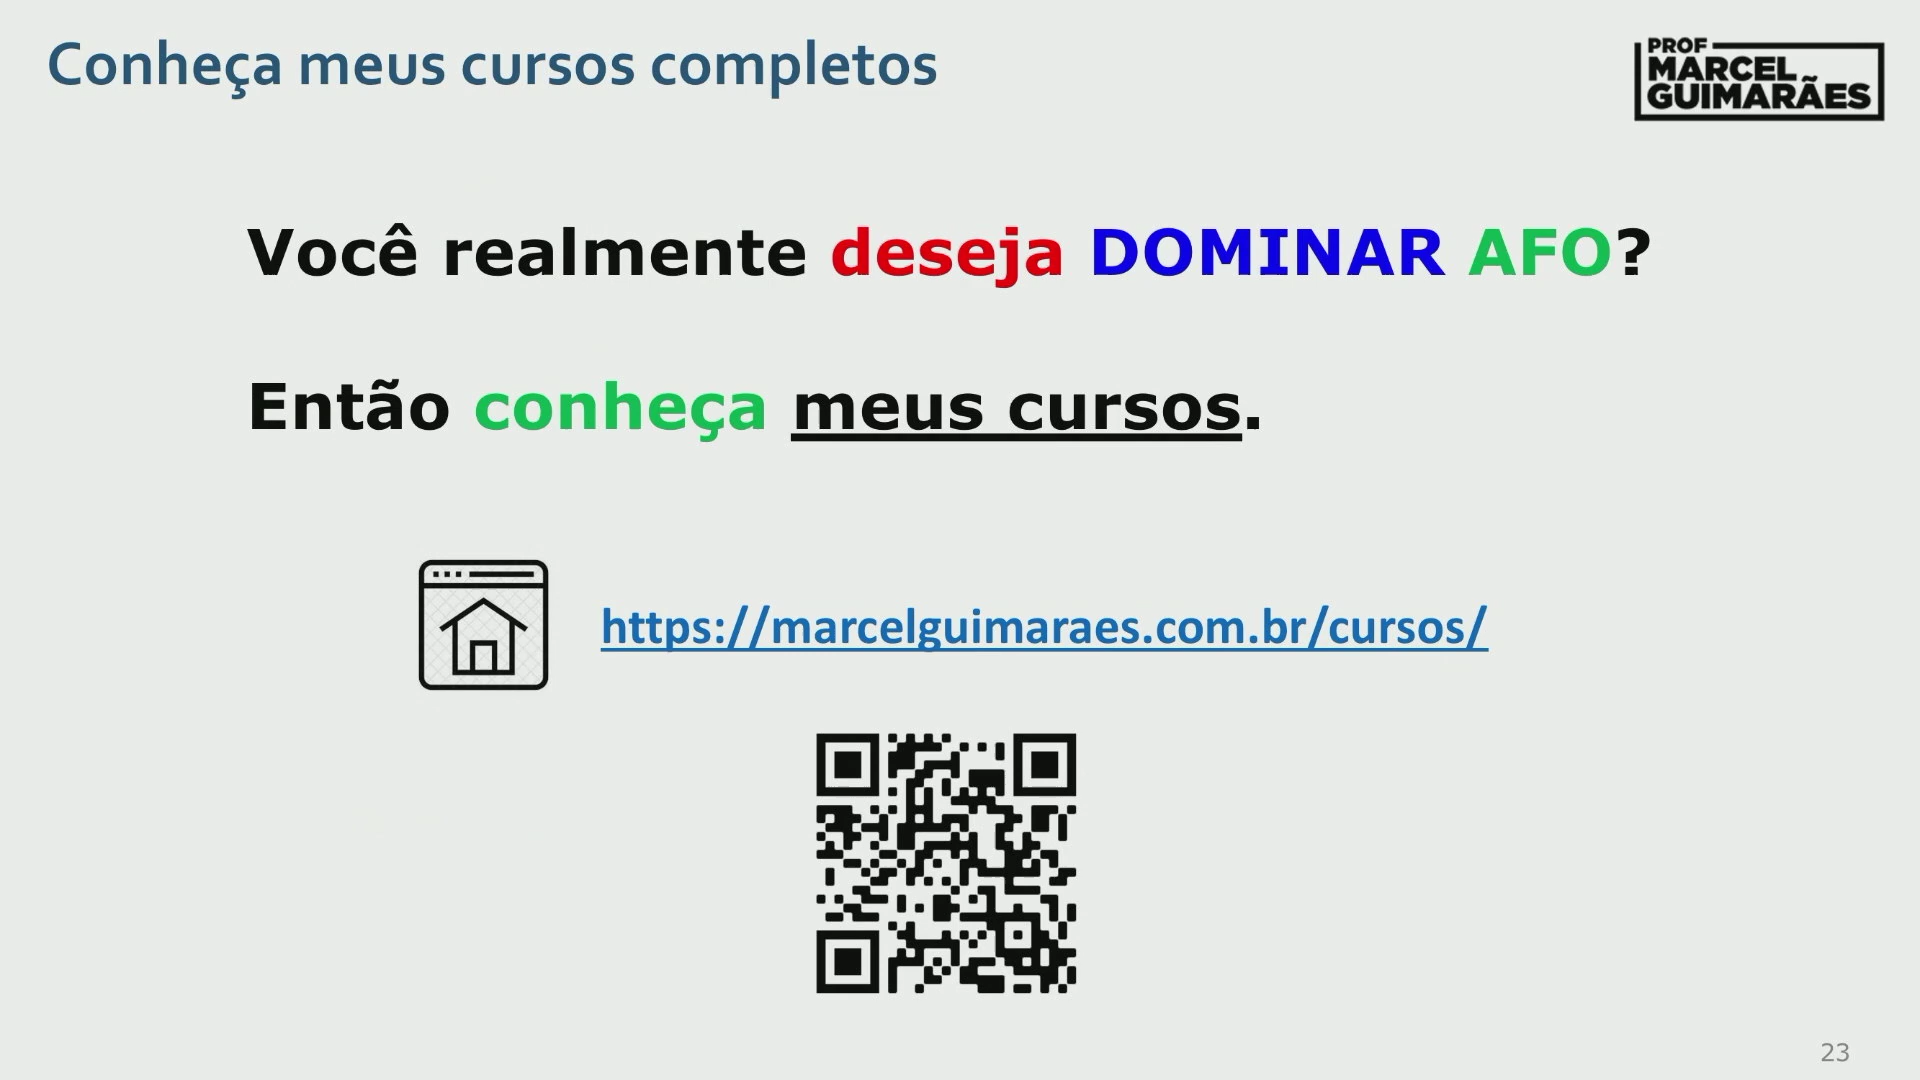 Conheça meus cursos completos
PROF
MARCEL
GUIMARÃES
Você realmente deseja DOMINAR AFO?
Então conheça meus cursos.
https://marcelguimaraes.com.br/cursos/
23